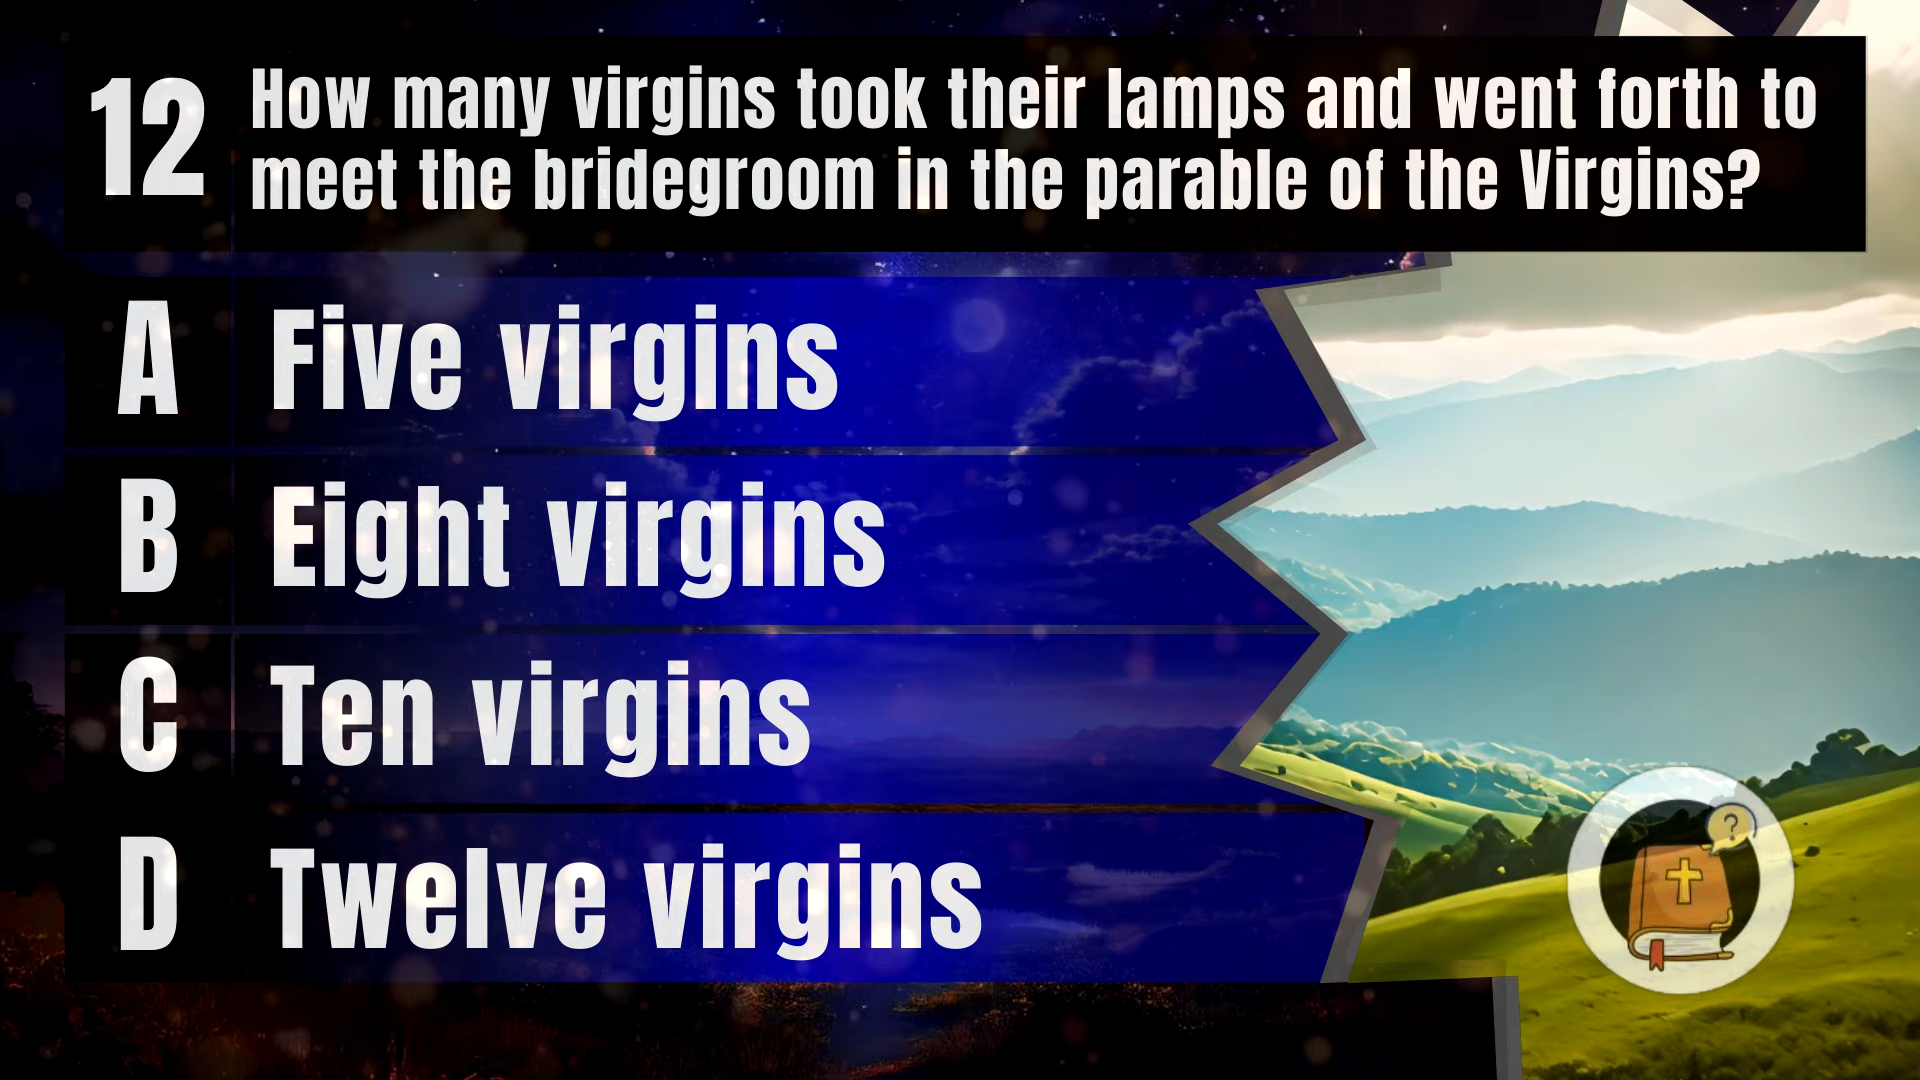 12
How many virgins took their lamps and went forth to
meet the bridegroom in the parable of the Virgins?
A Five virgins
B Eight virgins
C Ten virgins
D Twelve virgins
?